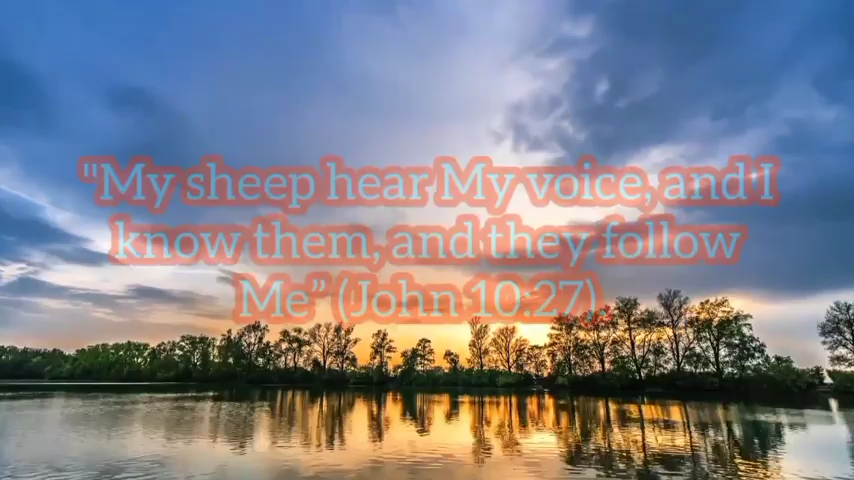 "My sheep hear My voice, and I
know them, and they follow
Me” (John 10:27)